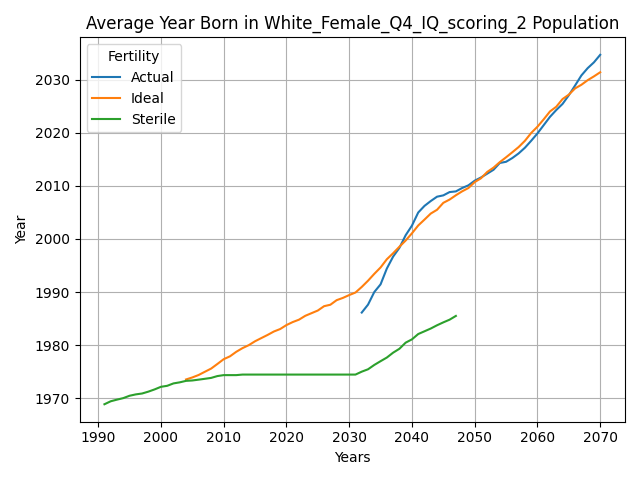 Average Year Born in White_Female_Q4_IQ_scoring_2 Population
Fertility
Actual
Ideal
Sterile
2030
2020
2010
2000
1990
1980
1970
Year
1990 2000 2010 2020 2030 2040 2050 2060 2070
Years